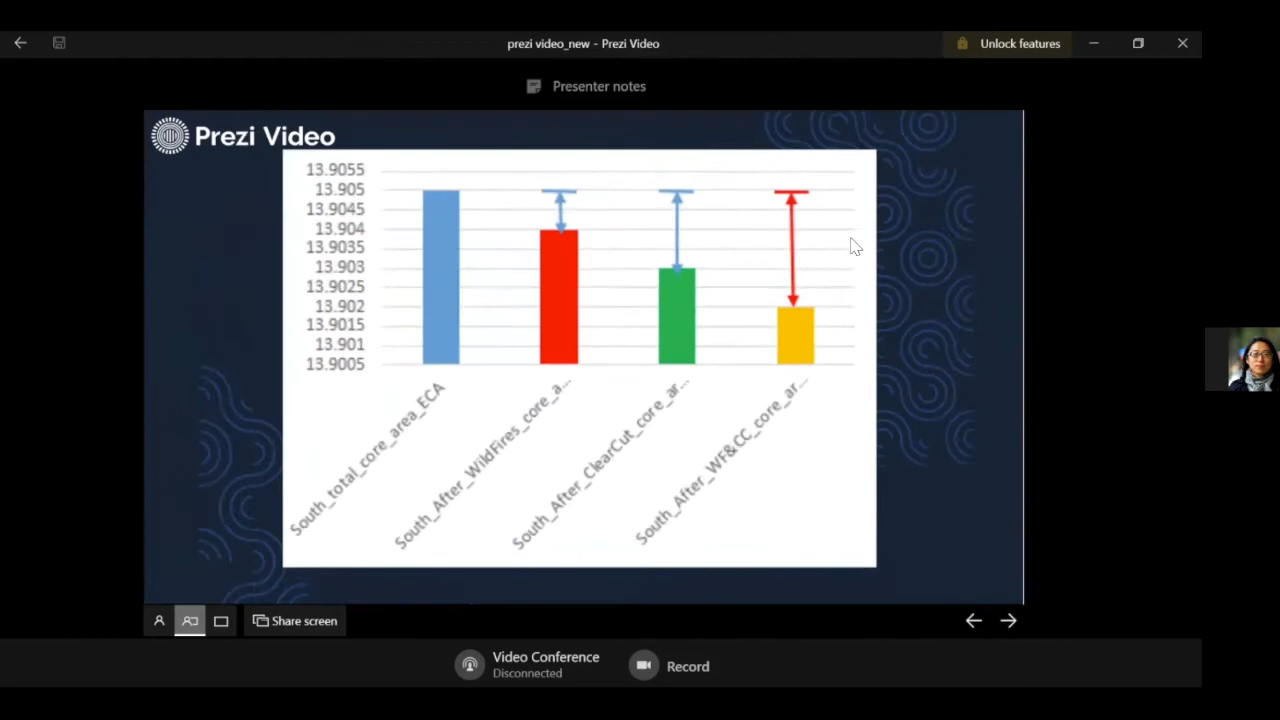 prezi video_new - Prezi Video
Unlock features
Presenter notes
Prezi Video
13.9055
13.905
13.9045
13.904
13.9035
13.903
13.9025
13.902
13.9015
13.901
13.9005
South_total_core_area_ECA
South_After_WildFires_core_a...
South_After_ClearCut_core_ar...
South_After_WF&CC_core_ar...
Share screen
Video Conference
Disconnected
Record